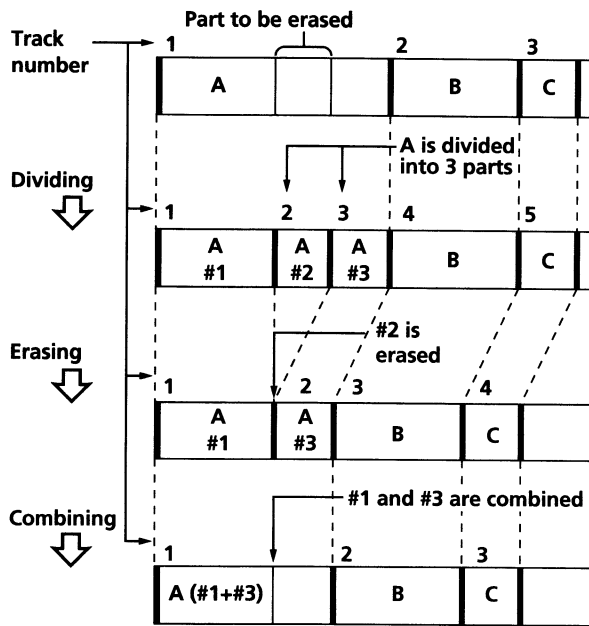 Part to be erased
Track number
1 2 3
A B C
A is divided into 3 parts
Dividing
1 2 3 4 5
A #1 A #2 A #3 B C
#2 is erased
Erasing
1 2 3 4
A #1 A #3 B C
#1 and #3 are combined
Combining
1 2 3
A (#1+#3) B C